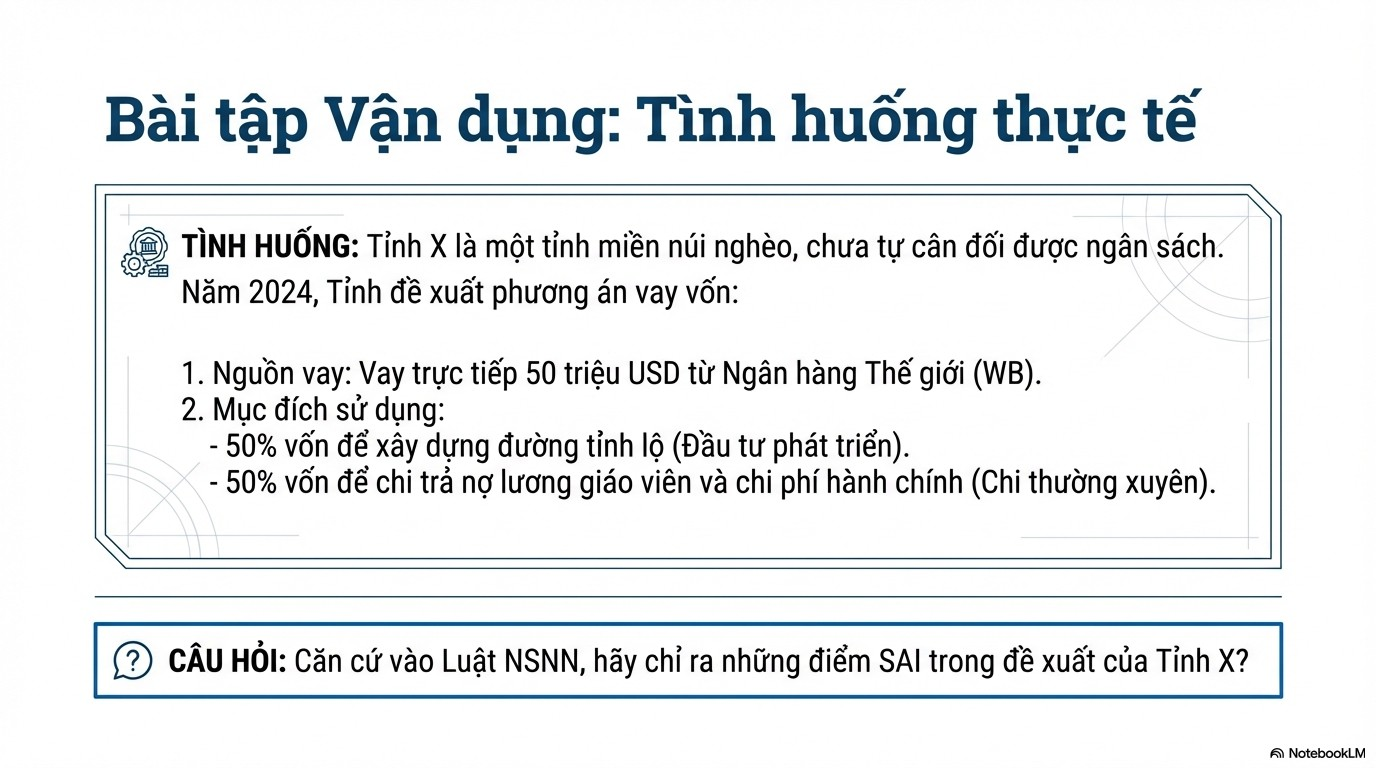 Bài tập Vận dụng: Tình huống thực tế
TÌNH HUỐNG: Tỉnh X là một tỉnh miền núi nghèo, chưa tự cân đối được ngân sách.
Năm 2024, Tỉnh đề xuất phương án vay vốn:
1. Nguồn vay: Vay trực tiếp 50 triệu USD từ Ngân hàng Thế giới (WB).
2. Mục đích sử dụng:
- 50% vốn để xây dựng đường tỉnh lộ (Đầu tư phát triển).
- 50% vốn để chi trả nợ lương giáo viên và chi phí hành chính (Chi thường xuyên).
CÂU HỎI: Căn cứ vào Luật NSNN, hãy chỉ ra những điểm SAI trong đề xuất của Tỉnh X?
NotebookLM